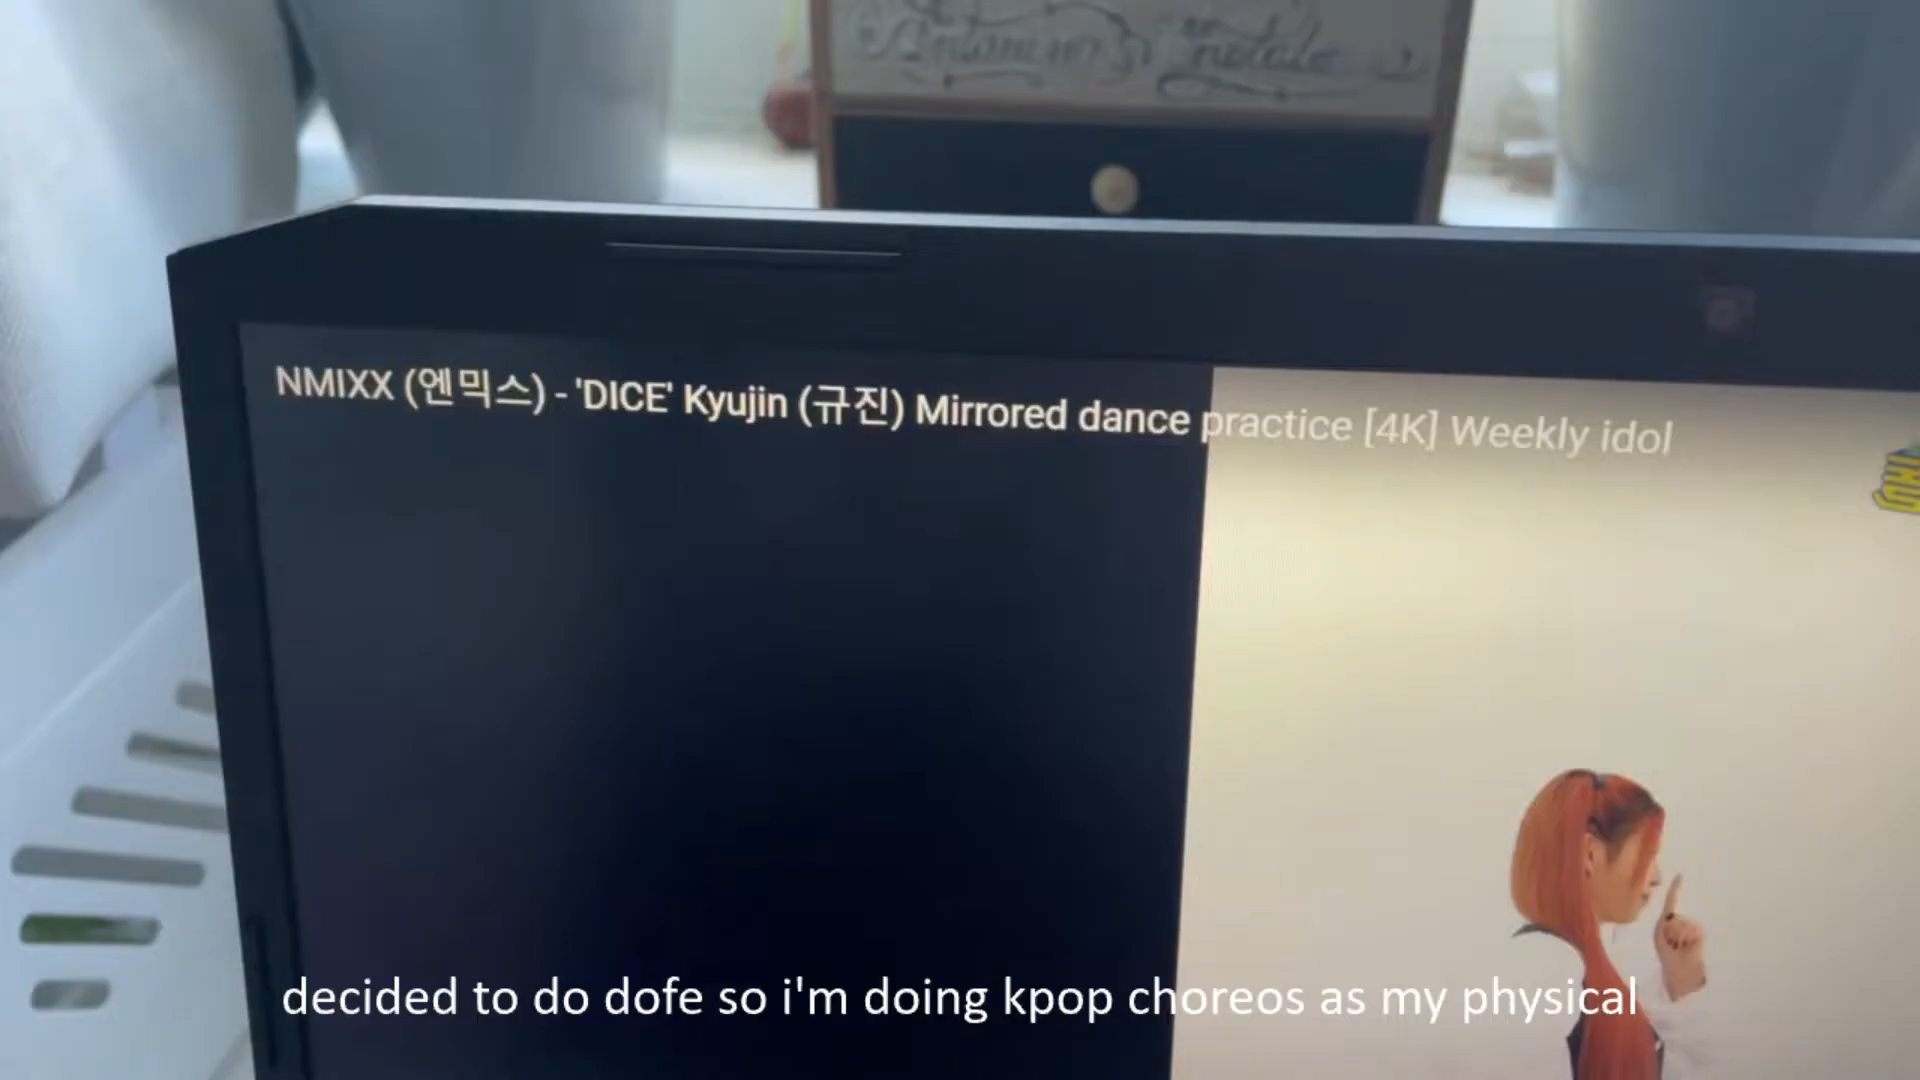 NMIXX (엔믹스) - 'DICE' Kyujin (규진) Mirrored dance practice [4K] Weekly idol
decided to do dofe so i'm doing kpop choreos as my physical